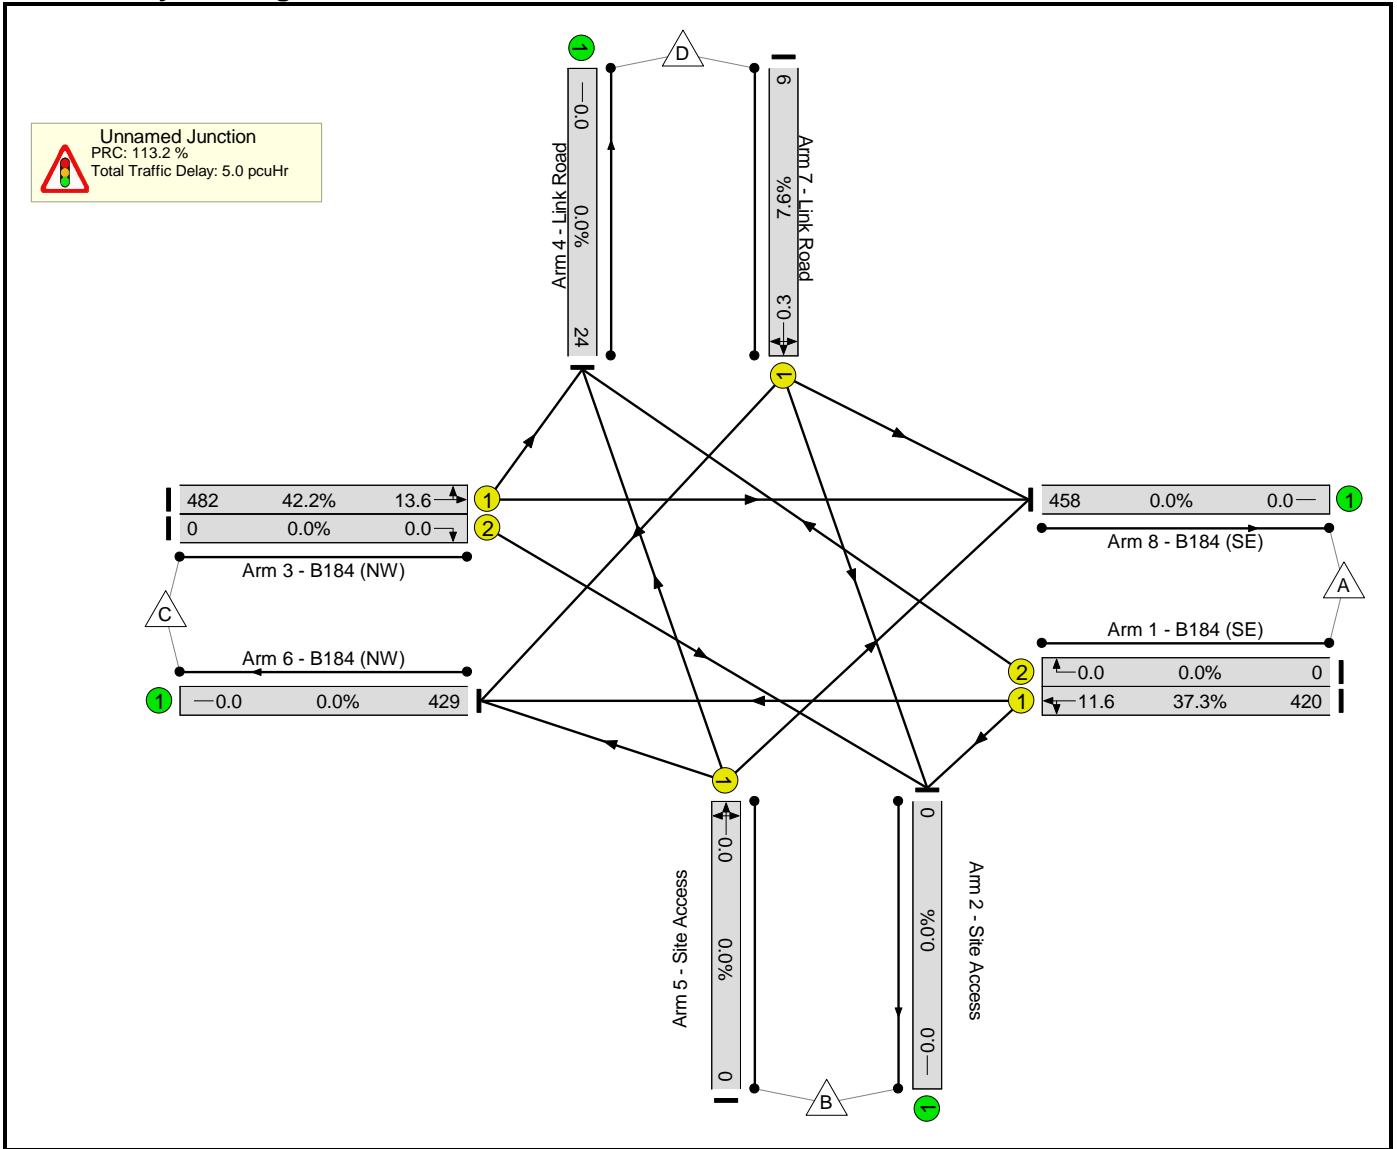 1
D
Unnamed Junction
PRC: 113.2 %
Total Traffic Delay: 5.0 pcuHr
0.0
0.0%
24
Arm 4 - Link Road
9
7.6%
0.3
Arm 7 - Link Road
1
482 42.2% 13.6
1
0 0.0% 0.0
2
Arm 3 - B184 (NW)
458 0.0% 0.0
1
Arm 8 - B184 (SE)
C
A
Arm 6 - B184 (NW)
1
0.0 0.0% 429
Arm 1 - B184 (SE)
2
0.0 0.0% 0
1
11.6 37.3% 420
1
0.0
0.0%
0
Arm 5 - Site Access
0
0.0%
0.0
Arm 2 - Site Access
B
1